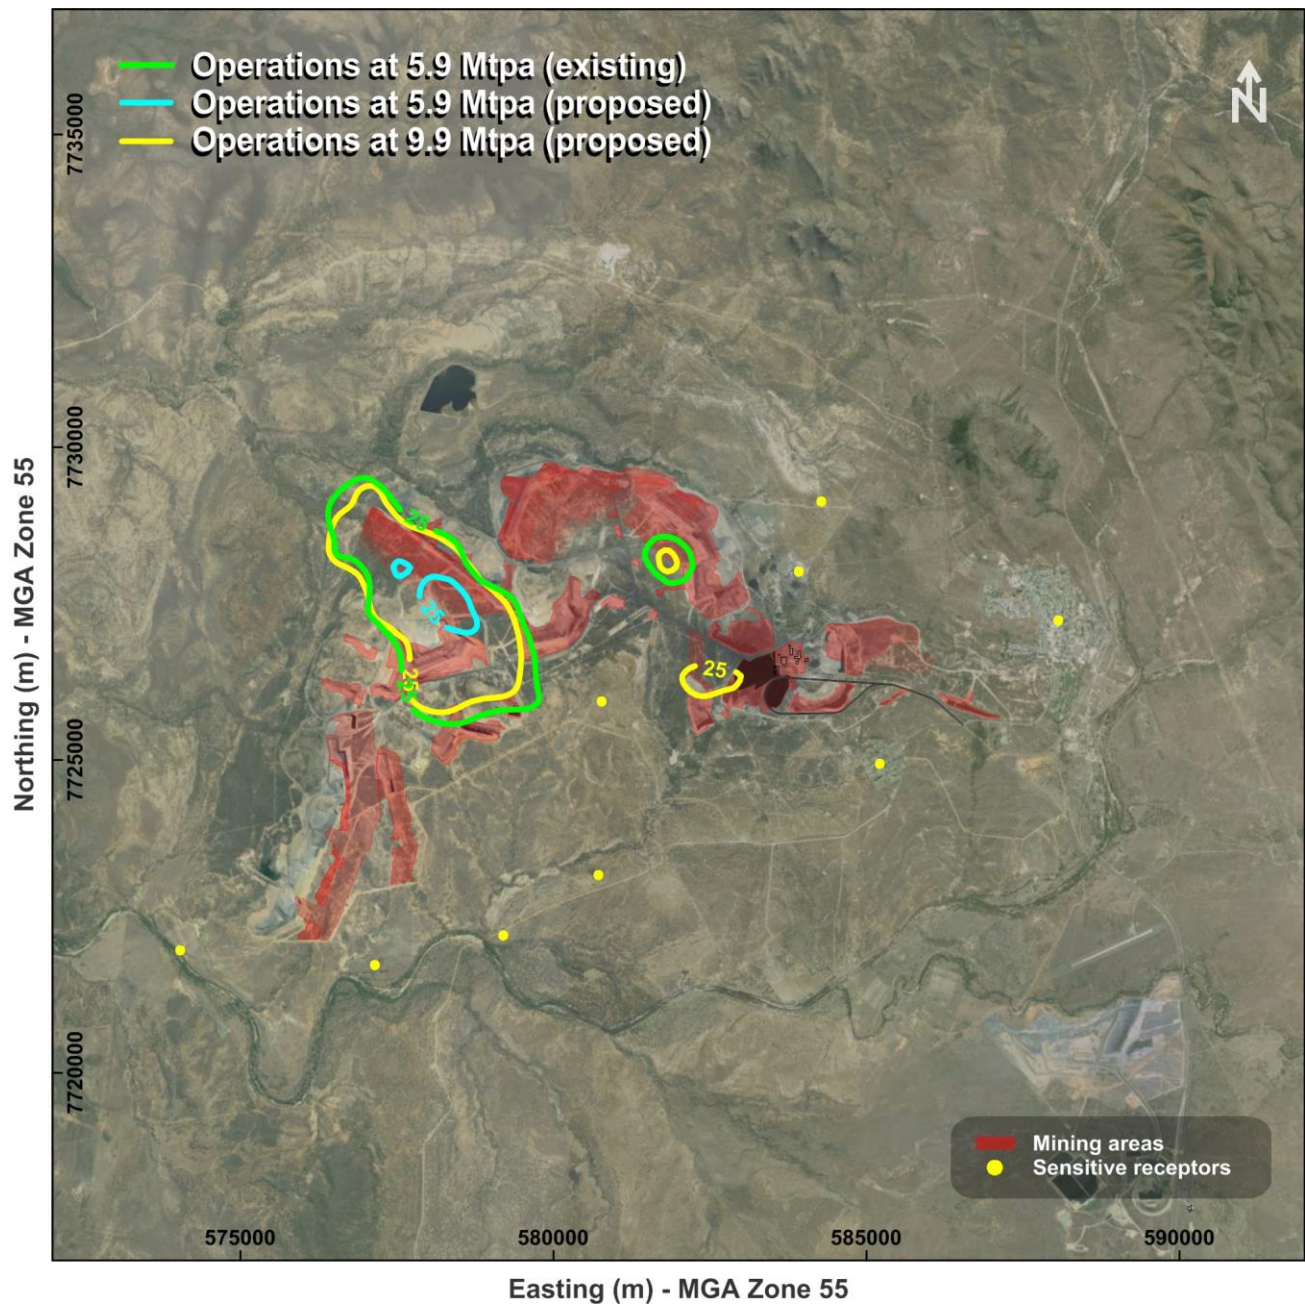 Operations at 5.9 Mtpa (existing)
Operations at 5.9 Mtpa (proposed)
Operations at 9.9 Mtpa (proposed)
N
7735000
7730000
7725000
7720000
Northing (m) - MGA Zone 55
25
25
25
25
25
Mining areas
Sensitive receptors
575000
580000
585000
590000
Easting (m) - MGA Zone 55